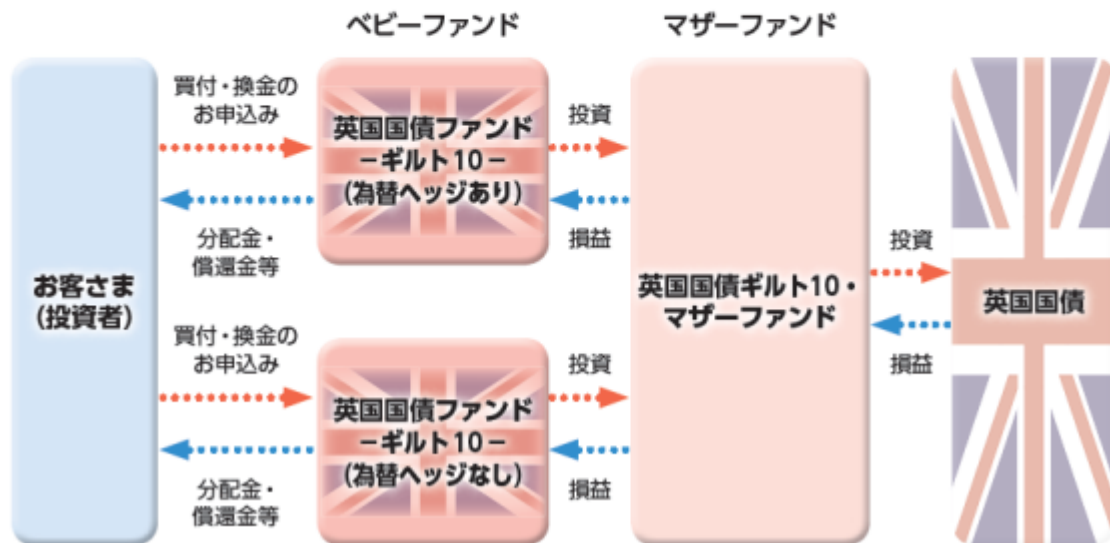 ベビーファンド
マザーファンド
お客さま
(投資者)
買付・換金の
お申込み
分配金・
償還金等
英国国債ファンド
－ギルト10－
(為替ヘッジあり)
投資
損益
買付・換金の
お申込み
分配金・
償還金等
英国国債ファンド
－ギルト10－
(為替ヘッジなし)
投資
損益
英国国債ギルト10・
マザーファンド
投資
損益
英国国債